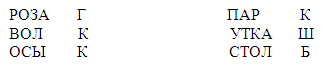 РОЗА Г ПАР К
ВОЛ К УТКА Ш
ОСЫ К СТОЛ Б